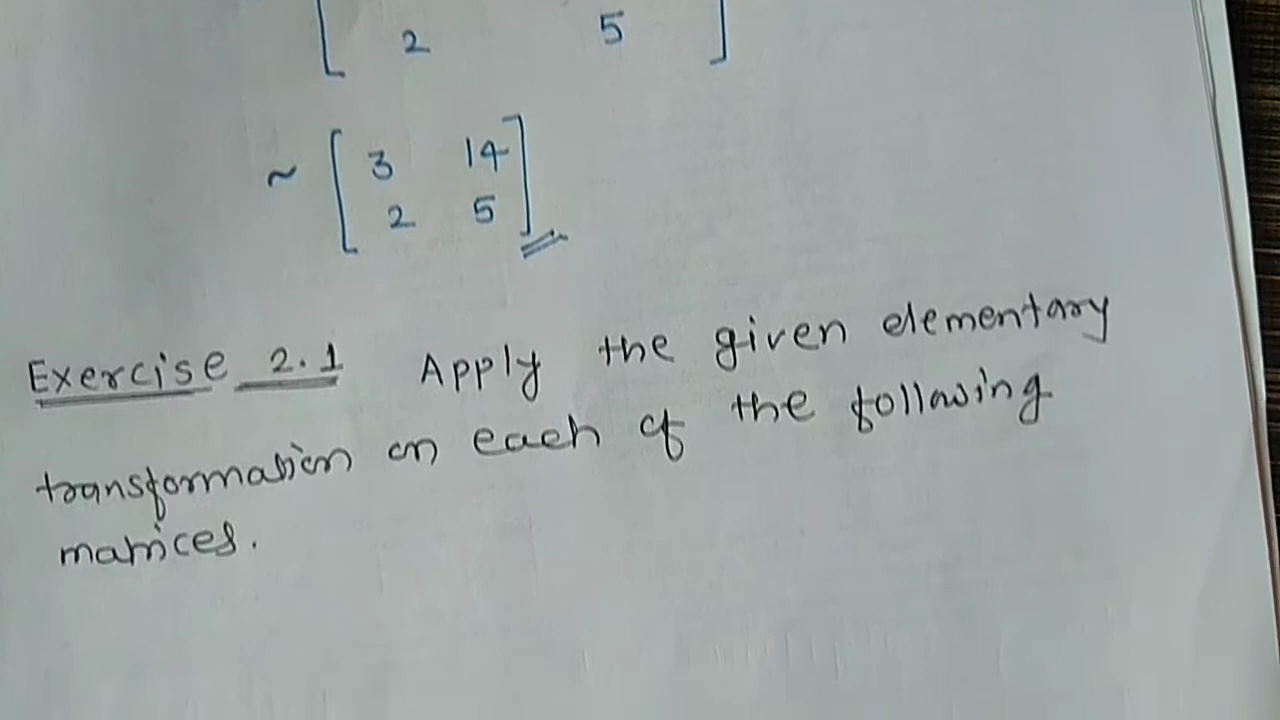 [ 2 5 ]
~ [ 3 14
2 5 ]
Exercise 2.1 Apply the given elementary
transformation on each of the following
matrices.